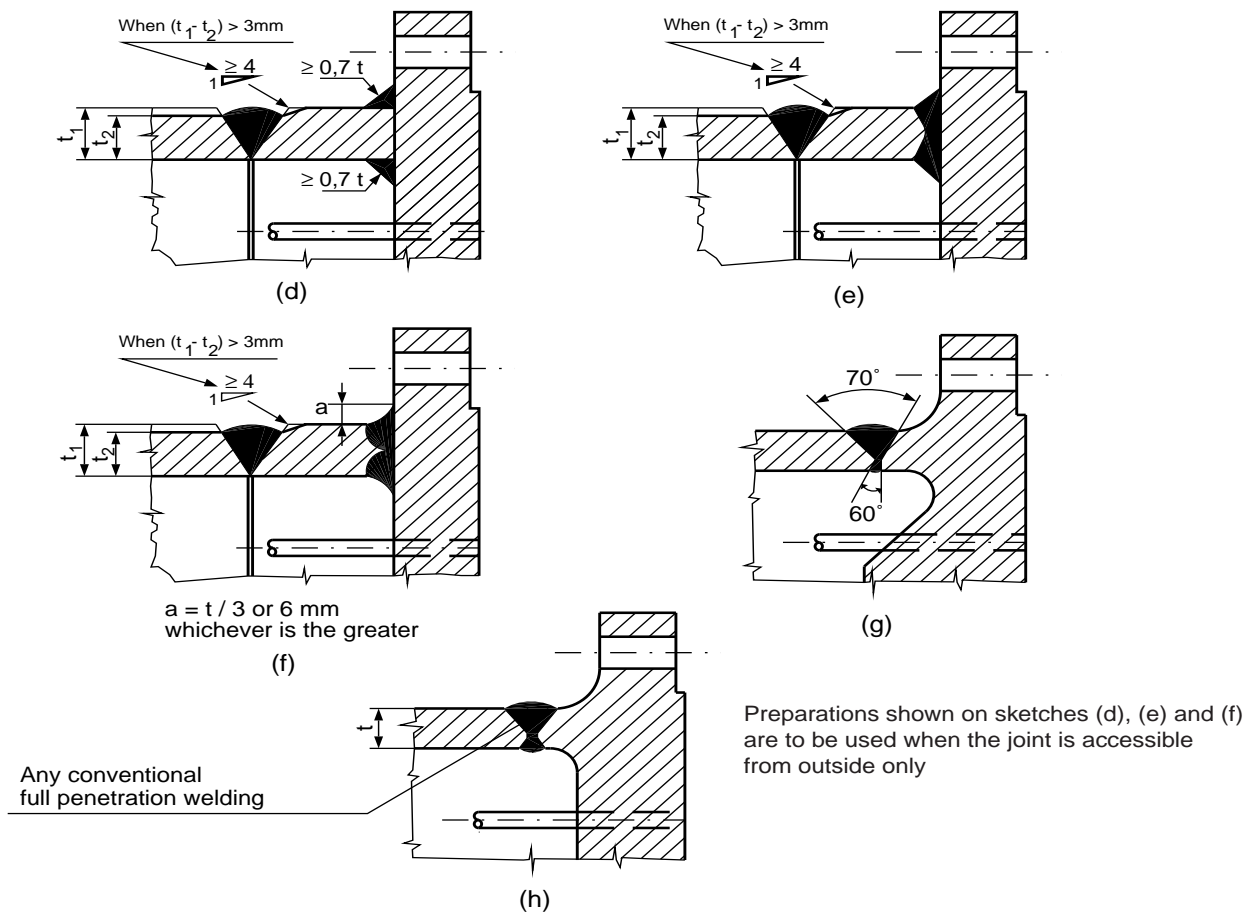 When (t1- t2) > 3mm
≥ 4
1
≥ 0,7 t
t1
t2
≥ 0,7 t
(d)
When (t1- t2) > 3mm
≥ 4
1
t1
t2
(e)
When (t1- t2) > 3mm
≥ 4
1
a
t1
t2
a = t / 3 or 6 mm
whichever is the greater
(f)
70°
60°
(g)
t
Any conventional
full penetration welding
(h)
Preparations shown on sketches (d), (e) and (f)
are to be used when the joint is accessible
from outside only